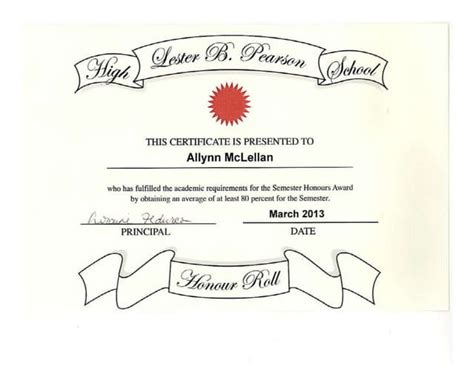 Lester B. Pearson
High School
THIS CERTIFICATE IS PRESENTED TO
Allynn McLellan
who has fulfilled the academic requirements for the Semester Honours Award
by obtaining an average of at least 80 percent for the Semester.
March 2013
PRINCIPAL DATE
Honour Roll